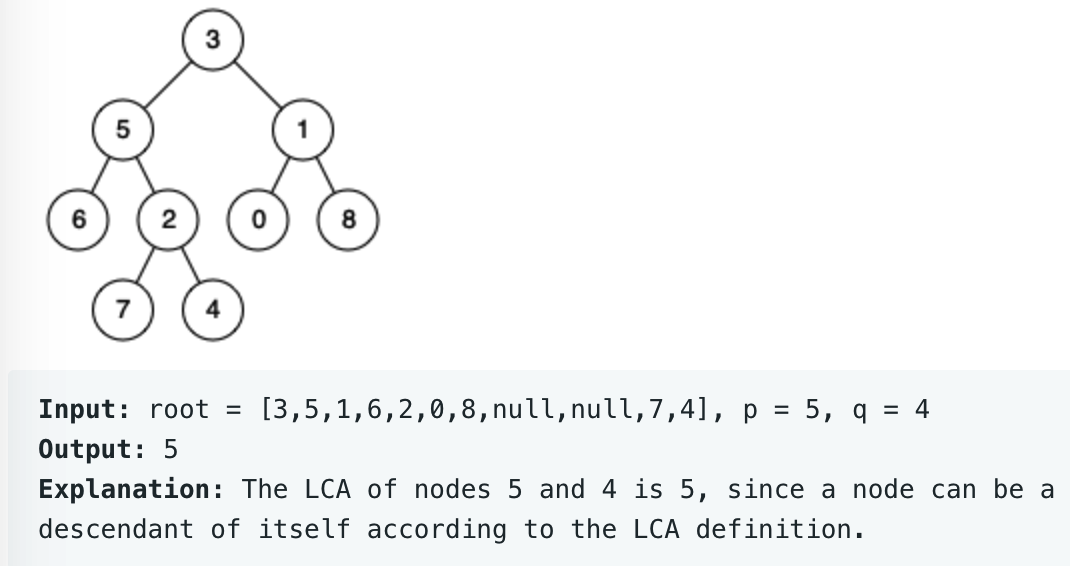 3
5
1
6
2
0
8
7
4
Input: root = [3,5,1,6,2,0,8,null,null,7,4], p = 5, q = 4
Output: 5
Explanation: The LCA of nodes 5 and 4 is 5, since a node can be a
descendant of itself according to the LCA definition.